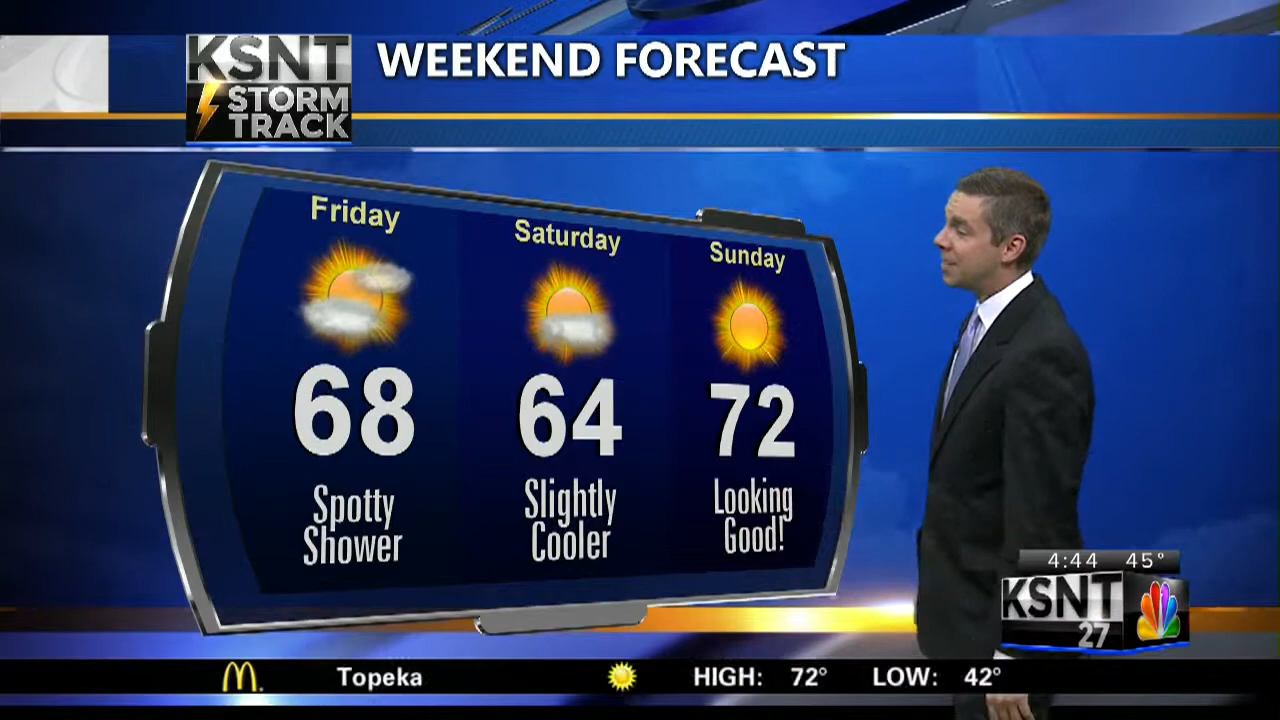 KSNT
STORM
TRACK
WEEKEND FORECAST
Friday
68
Spotty
Shower
Saturday
64
Slightly
Cooler
Sunday
72
Looking
Good!
4:44 45°
KSNT
27
Topeka HIGH: 72° LOW: 42°